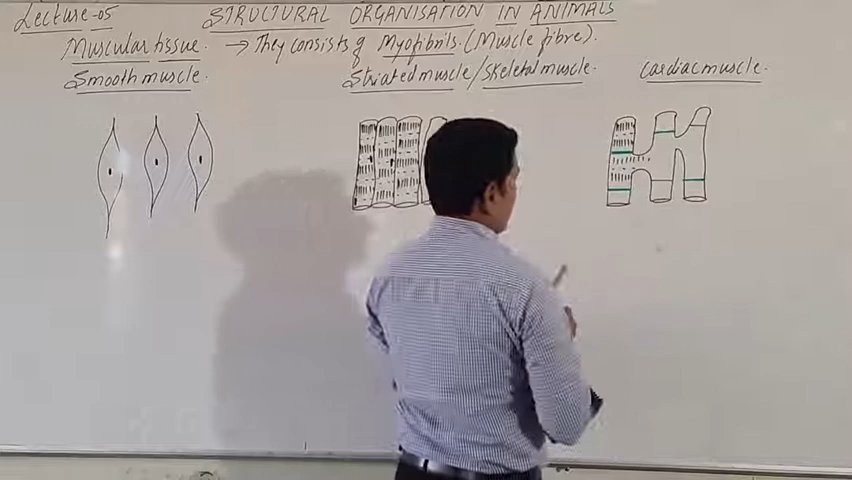 Lecture-05 STRUCTURAL ORGANISATION IN ANIMALS
Muscular tissue. → They consists of Myofibrils. (Muscle fibre).
Smooth muscle. Striated muscle/Skeletal muscle. Cardiac muscle.